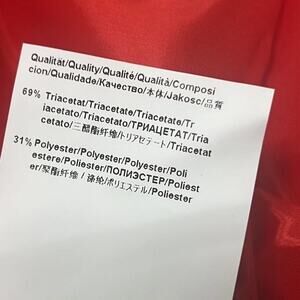 Qualität/Quality/Qualité/Qualità/Composi
cion/Qualidade/Качество/本体/Jakosc/品質
69% Triacetat/Triacetate/Triacetate/Tr
iacetato/Triacetato/ТРИАЦЕТАТ/Tria
cetato/三醋酯纤维/トリアセテート/Triacetat
31% Polyester/Polyester/Polyester/Poli
estere/Poliester/ПОЛИЭСТЕР/Poliest
er/聚酯纤维 / 涤纶/ポリエステル/Poliester